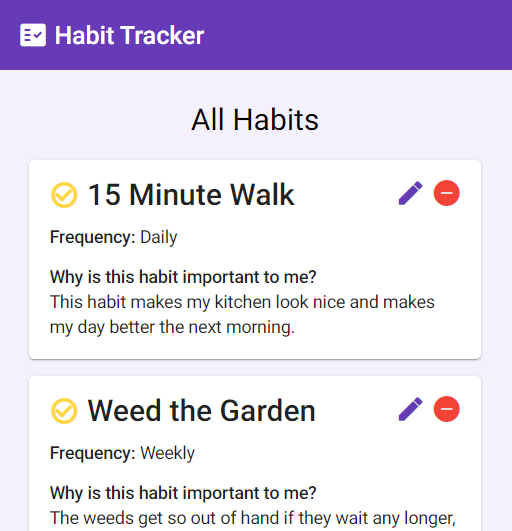 Habit Tracker
All Habits
15 Minute Walk
Frequency: Daily
Why is this habit important to me?
This habit makes my kitchen look nice and makes
my day better the next morning.
Weed the Garden
Frequency: Weekly
Why is this habit important to me?
The weeds get so out of hand if they wait any longer,